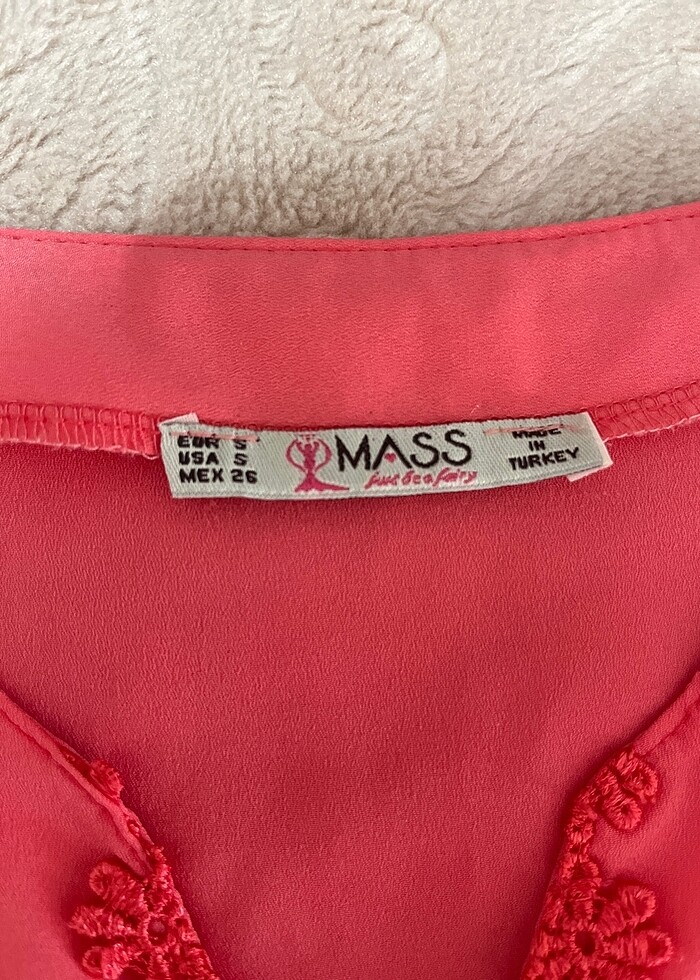 EUR S
USA S
MEX 26
MASS
just be a fairy
MADE
IN
TURKEY